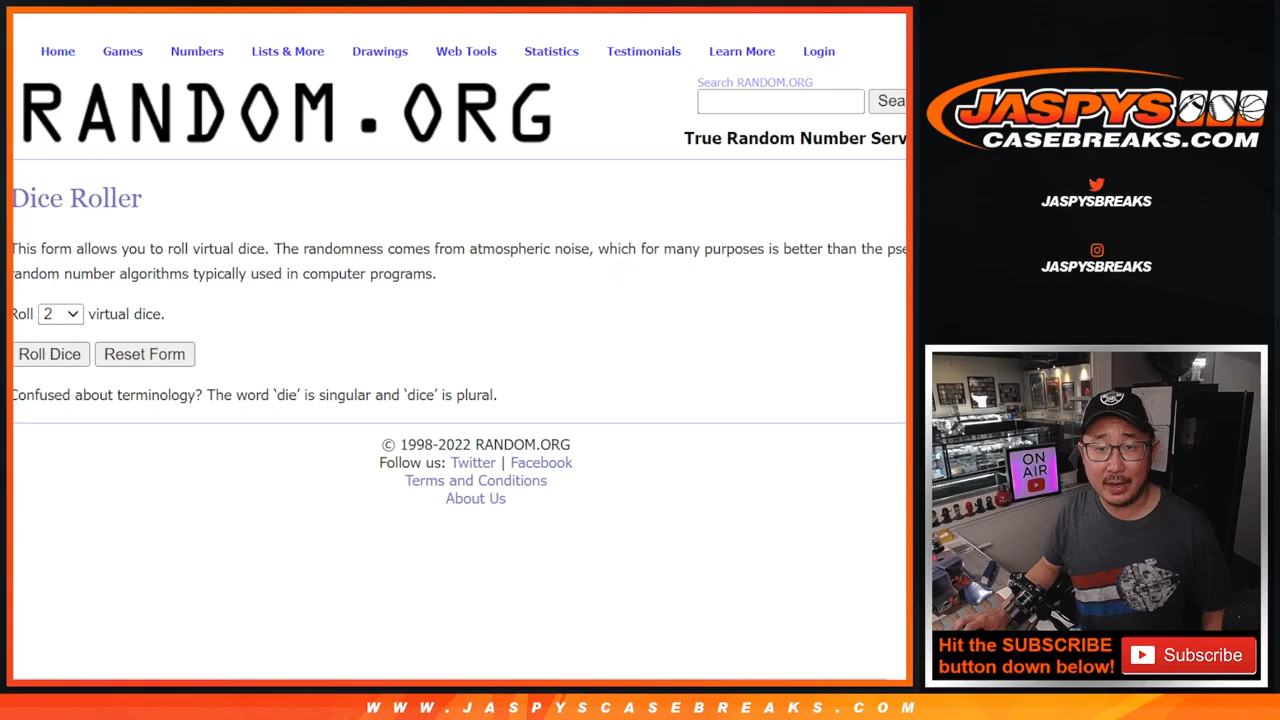 Home Games Numbers Lists & More Drawings Web Tools Statistics Testimonials Learn More Login
RANDOM.ORG
Search RANDOM.ORG
Sea
True Random Number Serv
Dice Roller
This form allows you to roll virtual dice. The randomness comes from atmospheric noise, which for many purposes is better than the pse
random number algorithms typically used in computer programs.
Roll 2 virtual dice.
Roll Dice Reset Form
Confused about terminology? The word ‘die’ is singular and ‘dice’ is plural.
© 1998-2022 RANDOM.ORG
Follow us: Twitter | Facebook
Terms and Conditions
About Us
JASPYS
CASEBREAKS.COM
JASPYSBREAKS
JASPYSBREAKS
ON
AIR
Hit the SUBSCRIBE
button down below!
Subscribe
WWW.JASPYSCASEBREAKS.COM